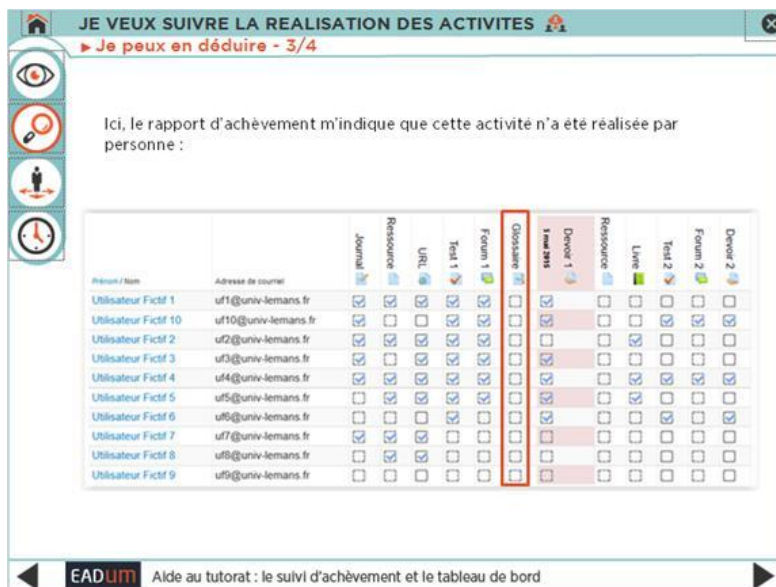 JE VEUX SUIVRE LA REALISATION DES ACTIVITES
Je peux en déduire - 3/4
Ici, le rapport d'achèvement m'indique que cette activité n'a été réalisée par
personne :
Prénom / Nom Adresse de courriel Journal Ressource URL Test 1 Forum 1 Glossaire Devoir 1 5 mai 2015 Ressource Livre Test 2 Forum 2 Devoir 2
Utilisateur Fictif 1 uf1@univ-lemans.fr
Utilisateur Fictif 10 uf10@univ-lemans.fr
Utilisateur Fictif 2 uf2@univ-lemans.fr
Utilisateur Fictif 3 uf3@univ-lemans.fr
Utilisateur Fictif 4 uf4@univ-lemans.fr
Utilisateur Fictif 5 uf5@univ-lemans.fr
Utilisateur Fictif 6 uf6@univ-lemans.fr
Utilisateur Fictif 7 uf7@univ-lemans.fr
Utilisateur Fictif 8 uf8@univ-lemans.fr
Utilisateur Fictif 9 uf9@univ-lemans.fr
EADum Aide au tutorat : le suivi d'achèvement et le tableau de bord